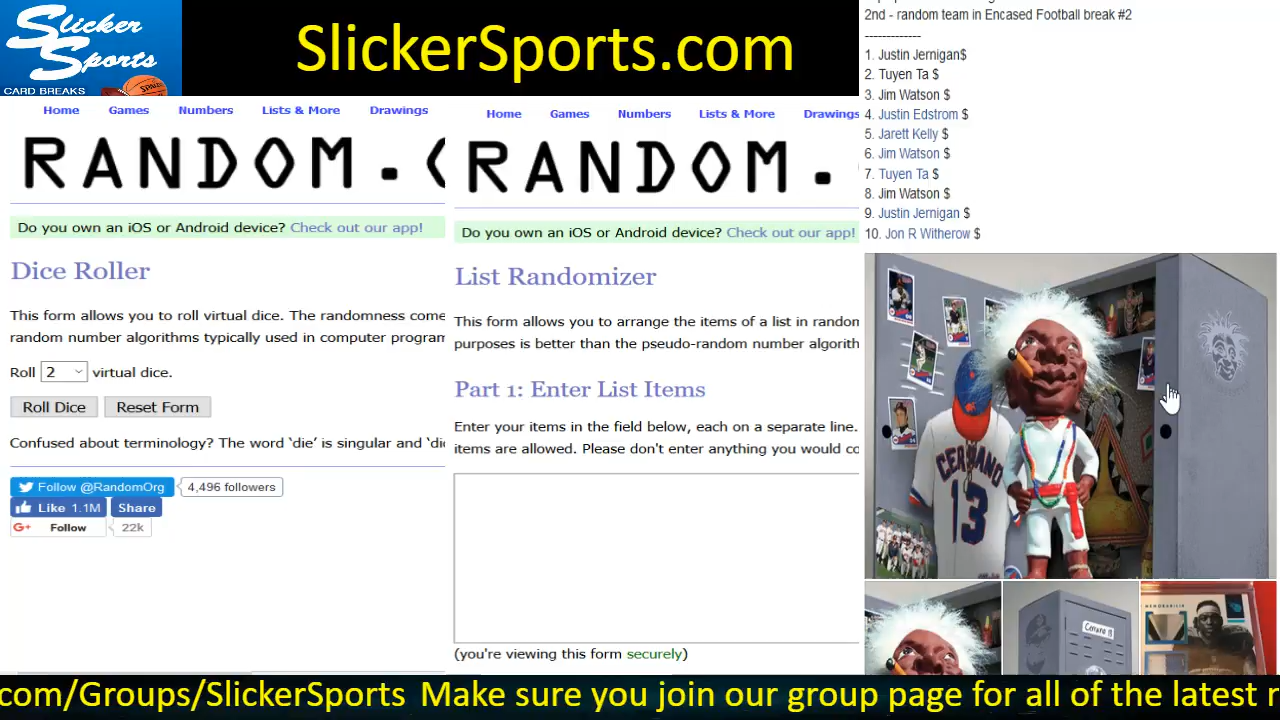 Slicker
Sports
CARD BREAKS
SlickerSports.com
2nd - random team in Encased Football break #2
-------------
1. Justin Jernigan$
2. Tuyen Ta $
3. Jim Watson $
4. Justin Edstrom $
5. Jarett Kelly $
6. Jim Watson $
7. Tuyen Ta $
8. Jim Watson $
9. Justin Jernigan $
10. Jon R Witherow $
Home Games Numbers Lists & More Drawings
RANDOM.
Do you own an iOS or Android device? Check out our app!
Dice Roller
This form allows you to roll virtual dice. The randomness come
random number algorithms typically used in computer program
Roll 2 virtual dice.
Roll Dice Reset Form
Confused about terminology? The word ‘die’ is singular and ‘di
Follow @RandomOrg 4,496 followers
Like 1.1M Share
G+ Follow 22k
Home Games Numbers Lists & More Drawings
RANDOM.
Do you own an iOS or Android device? Check out our app!
List Randomizer
This form allows you to arrange the items of a list in random
purposes is better than the pseudo-random number algorith
Part 1: Enter List Items
Enter your items in the field below, each on a separate line.
items are allowed. Please don't enter anything you would co
(you're viewing this form securely)
13
MEMORABILIA
com/Groups/SlickerSports Make sure you join our group page for all of the latest r